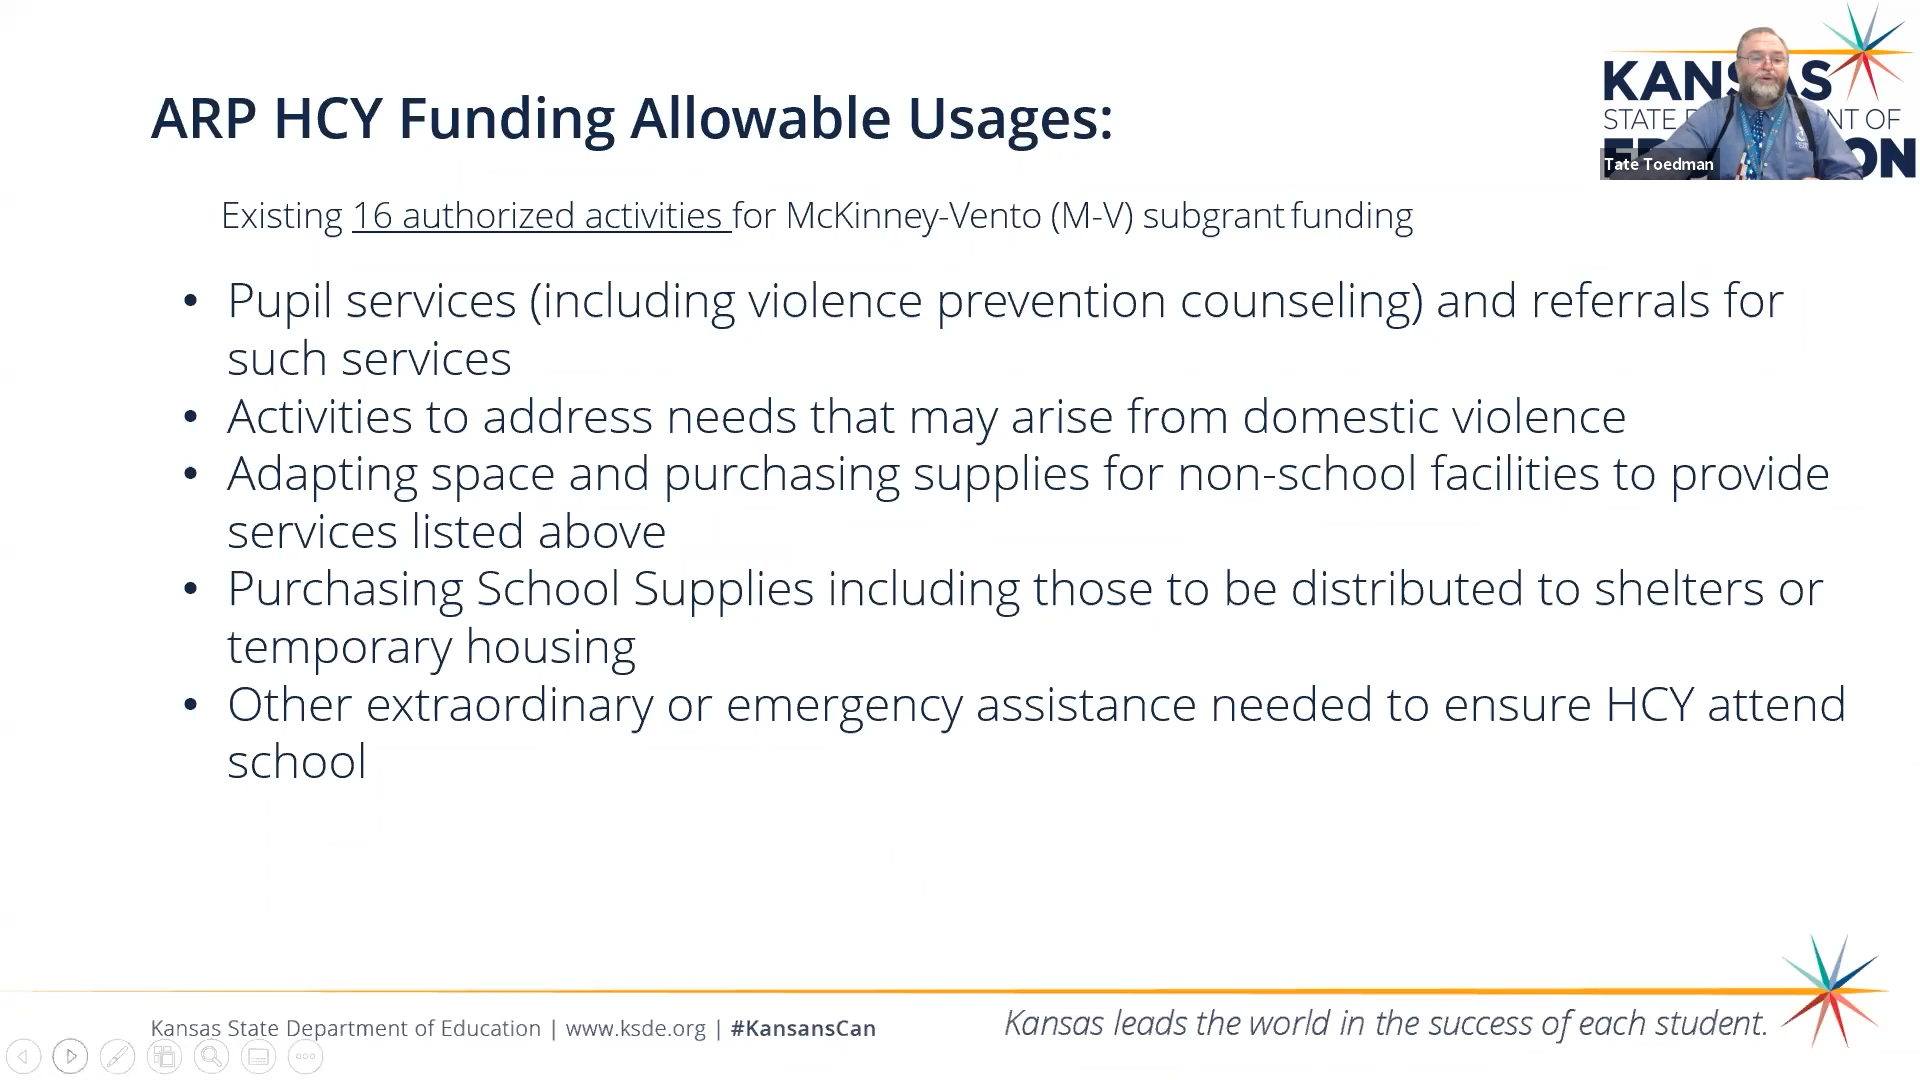 ARP HCY Funding Allowable Usages:
KANSAS
STATE NT OF
ON
Tate Toedman
Existing 16 authorized activities for McKinney-Vento (M-V) subgrant funding
• Pupil services (including violence prevention counseling) and referrals for
such services
• Activities to address needs that may arise from domestic violence
• Adapting space and purchasing supplies for non-school facilities to provide
services listed above
• Purchasing School Supplies including those to be distributed to shelters or
temporary housing
• Other extraordinary or emergency assistance needed to ensure HCY attend
school
Kansas State Department of Education | www.ksde.org | #KansansCan
Kansas leads the world in the success of each student.